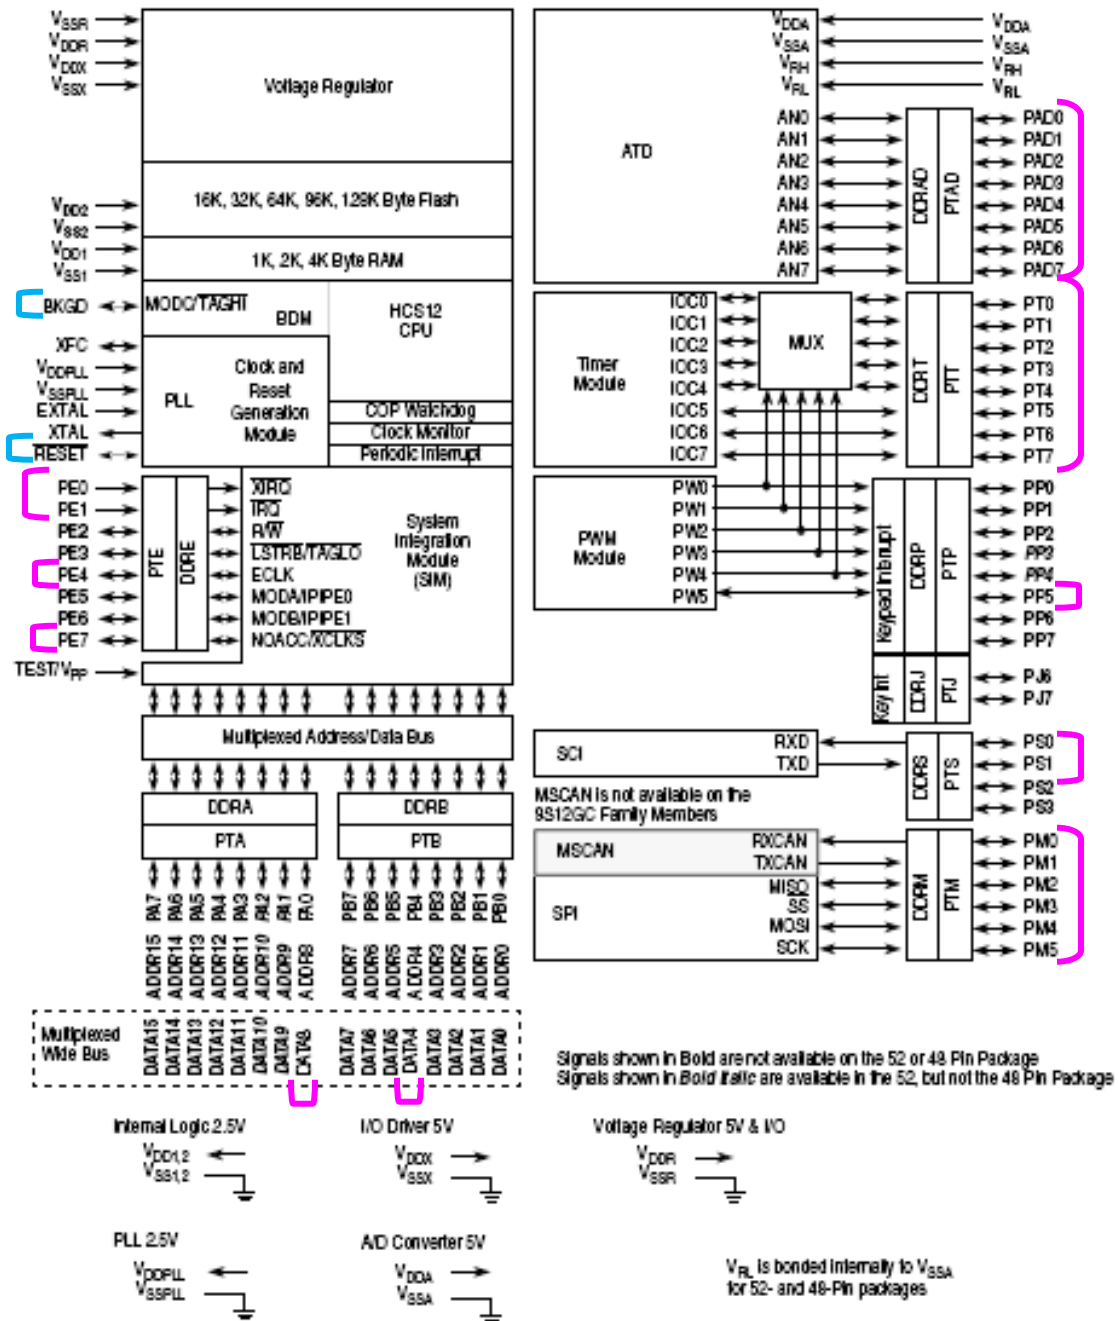 VSSR
VDDR
VDDX
VSSX
Voltage Regulator
16K, 32K, 64K, 96K, 128K Byte Flash
VDD2
VSS2
VDD1
VSS1
1K, 2K, 4K Byte RAM
BKGD
MODC/TAGHI
BDM
HCS12
CPU
XFC
VDDPLL
VSSPLL
EXTAL
XTAL
RESET
PLL
Clock and
Reset
Generation
Module
COP Watchdog
Clock Monitor
Periodic Interrupt
PE0
PE1
PE2
PE3
PE4
PE5
PE6
PE7
TEST/VPP
PTE
DDRE
XIRQ
IRQ
R/W
LSTRB/TAGLO
ECLK
MODA/IPIPE0
MODB/IPIPE1
NOACC/XCLKS
System
Integration
Module
(SIM)
Multiplexed Address/Data Bus
DDRA
PTA
DDRB
PTB
PA7
PA6
PA5
PA4
PA3
PA2
PA1
PA0
PB7
PB6
PB5
PB4
PB3
PB2
PB1
PB0
ADDR15
ADDR14
ADDR13
ADDR12
ADDR11
ADDR10
ADDR9
ADDR8
ADDR7
ADDR6
ADDR5
ADDR4
ADDR3
ADDR2
ADDR1
ADDR0
Multiplexed
Wide Bus
DATA15
DATA14
DATA13
DATA12
DATA11
DATA10
DATA9
DATA8
DATA7
DATA6
DATA5
DATA4
DATA3
DATA2
DATA1
DATA0
ATD
VDDA
VSSA
VRH
VRL
VDDA
VSSA
VRH
VRL
AN0
AN1
AN2
AN3
AN4
AN5
AN6
AN7
DDRAD
PTAD
PAD0
PAD1
PAD2
PAD3
PAD4
PAD5
PAD6
PAD7
Timer
Module
IOC0
IOC1
IOC2
IOC3
IOC4
IOC5
IOC6
IOC7
MUX
DDRT
PTT
PT0
PT1
PT2
PT3
PT4
PT5
PT6
PT7
PWM
Module
PW0
PW1
PW2
PW3
PW4
PW5
Keypad Interrupt
DDRP
PTP
PP0
PP1
PP2
PP3
PP4
PP5
PP6
PP7
Key Int
DDRJ
PTJ
PJ6
PJ7
SCI
RXD
TXD
DDRS
PTS
PS0
PS1
PS2
PS3
MSCAN is not available on the
9S12GC Family Members
MSCAN
RXCAN
TXCAN
SPI
MISO
SS
MOSI
SCK
DDRM
PTM
PM0
PM1
PM2
PM3
PM4
PM5
Signals shown in Bold are not available on the 52 or 48 Pin Package
Signals shown in Bold Italic are available in the 52, but not the 48 Pin Package
Internal Logic 2.5V
VDD1,2
VSS1,2
I/O Driver 5V
VDDX
VSSX
Voltage Regulator 5V & I/O
VDDR
VSSR
PLL 2.5V
VDDPLL
VSSPLL
A/D Converter 5V
VDDA
VSSA
VRL is bonded internally to VSSA
for 52- and 48-Pin packages